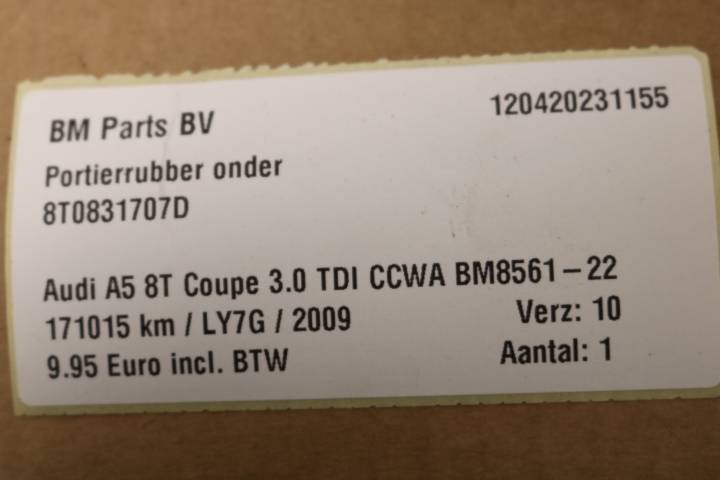 BM Parts BV 120420231155
Portierrubber onder
8T0831707D
Audi A5 8T Coupe 3.0 TDI CCWA BM8561-22
171015 km / LY7G / 2009 Verz: 10
9.95 Euro incl. BTW Aantal: 1